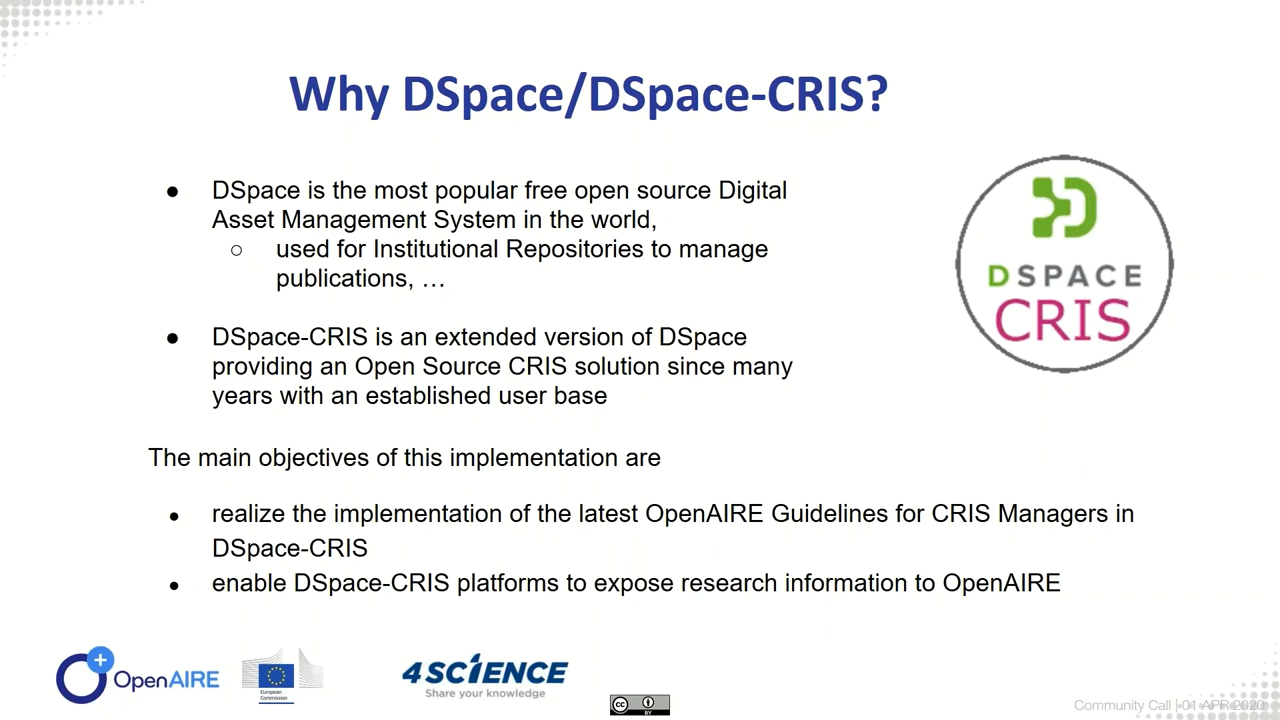 Why DSpace/DSpace-CRIS?
● DSpace is the most popular free open source Digital
Asset Management System in the world,
○ used for Institutional Repositories to manage
publications, …
● DSpace-CRIS is an extended version of DSpace
providing an Open Source CRIS solution since many
years with an established user base
DSPACE
CRIS
The main objectives of this implementation are
● realize the implementation of the latest OpenAIRE Guidelines for CRIS Managers in
DSpace-CRIS
● enable DSpace-CRIS platforms to expose research information to OpenAIRE
OpenAIRE
European
Commission
4SCIENCE
Share your knowledge
cc
BY
Community Call | 01 APR 2020